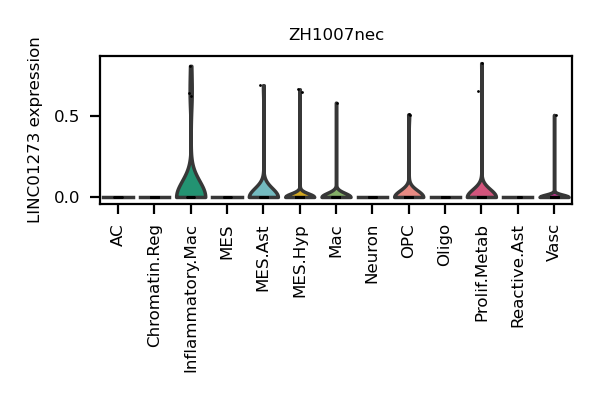 ZH1007nec
LINC01273 expression
0.5
0.0
AC
Chromatin.Reg
Inflammatory.Mac
MES
MES.Ast
MES.Hyp
Mac
Neuron
OPC
Oligo
Prolif.Metab
Reactive.Ast
Vasc